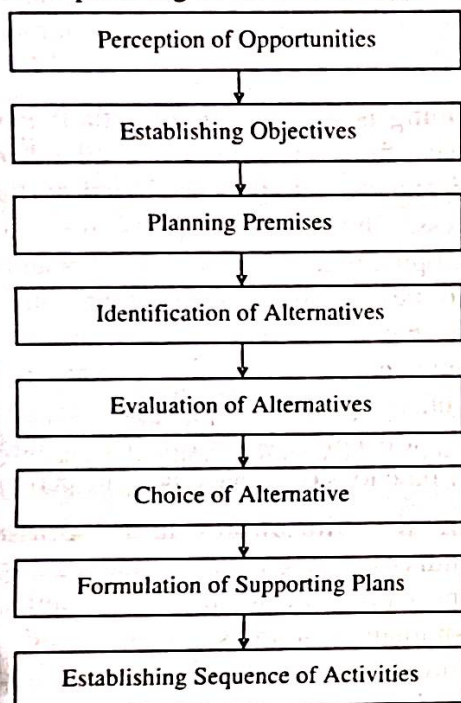 Perception of Opportunities
Establishing Objectives
Planning Premises
Identification of Alternatives
Evaluation of Alternatives
Choice of Alternative
Formulation of Supporting Plans
Establishing Sequence of Activities